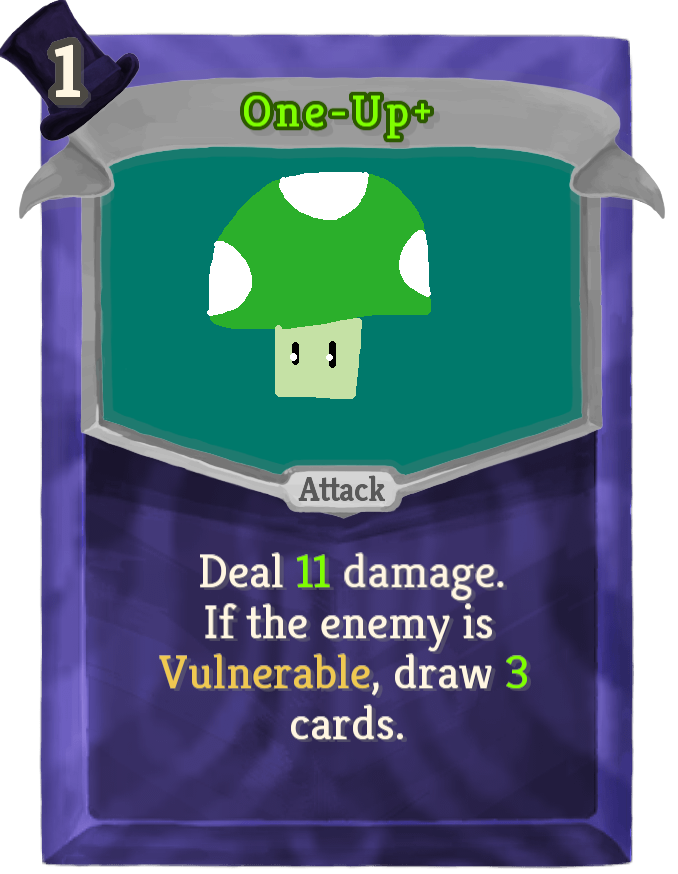 1
One-Up+
Attack
Deal 11 damage.
If the enemy is
Vulnerable, draw 3
cards.